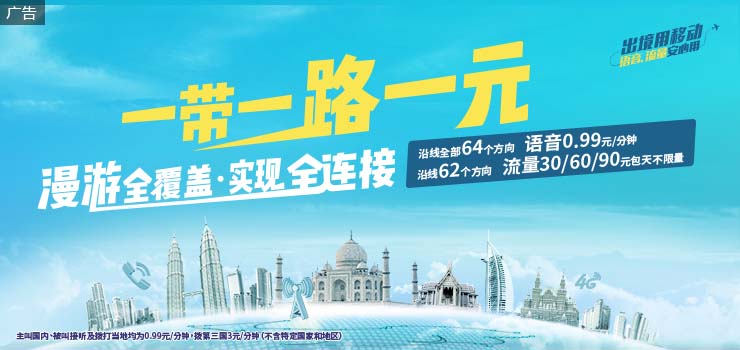 广告
出境用移动
语音、流量安心用
一带一路一元
漫游全覆盖·实现全连接
沿线全部64个方向 语音0.99元/分钟
沿线62个方向 流量30/60/90元包天不限量
4G
主叫国内、被叫接听及拨打当地均为0.99元/分钟,拨第三国3元/分钟(不含特定国家和地区)